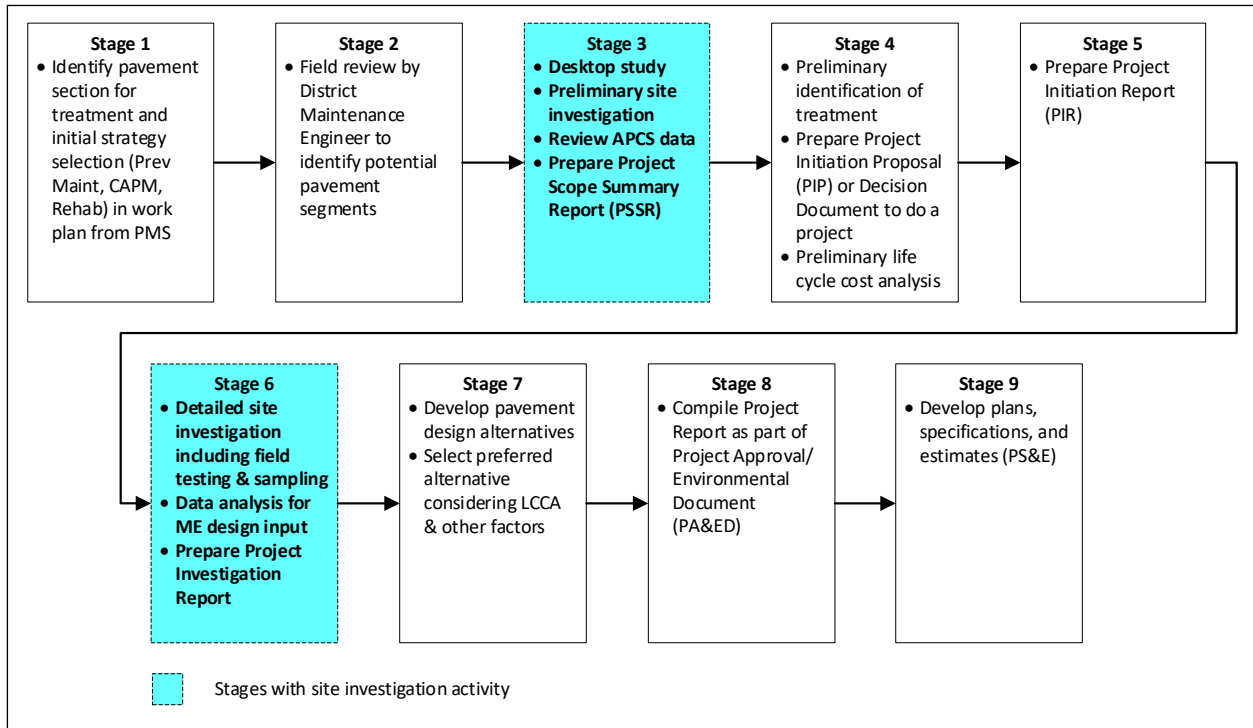 Stage 1
• Identify pavement
section for
treatment and
initial strategy
selection (Prev
Maint, CAPM,
Rehab) in work
plan from PMS
Stage 2
• Field review by
District
Maintenance
Engineer to
identify potential
pavement
segments
Stage 3
• Desktop study
• Preliminary site
investigation
• Review APCS data
• Prepare Project
Scope Summary
Report (PSSR)
Stage 4
• Preliminary
identification of
treatment
• Prepare Project
Initiation Proposal
(PIP) or Decision
Document to do a
project
• Preliminary life
cycle cost analysis
Stage 5
• Prepare Project
Initiation Report
(PIR)
Stage 6
• Detailed site
investigation
including field
testing & sampling
• Data analysis for
ME design input
• Prepare Project
Investigation
Report
Stage 7
• Develop pavement
design alternatives
• Select preferred
alternative
considering LCCA
& other factors
Stage 8
• Compile Project
Report as part of
Project Approval/
Environmental
Document
(PA&ED)
Stage 9
• Develop plans,
specifications, and
estimates (PS&E)
Stages with site investigation activity